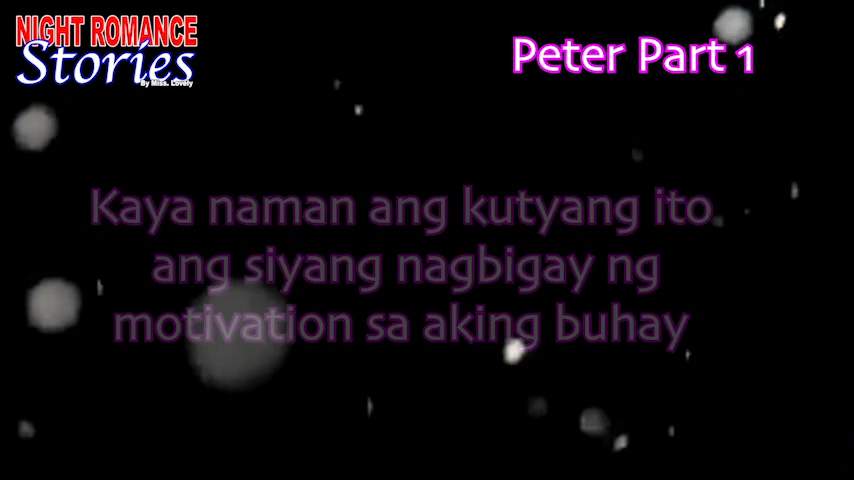 NIGHT ROMANCE
Stories
By Miss. Lovely
Peter Part 1
Kaya naman ang kutyang ito
ang siyang nagbigay ng
motivation sa aking buhay